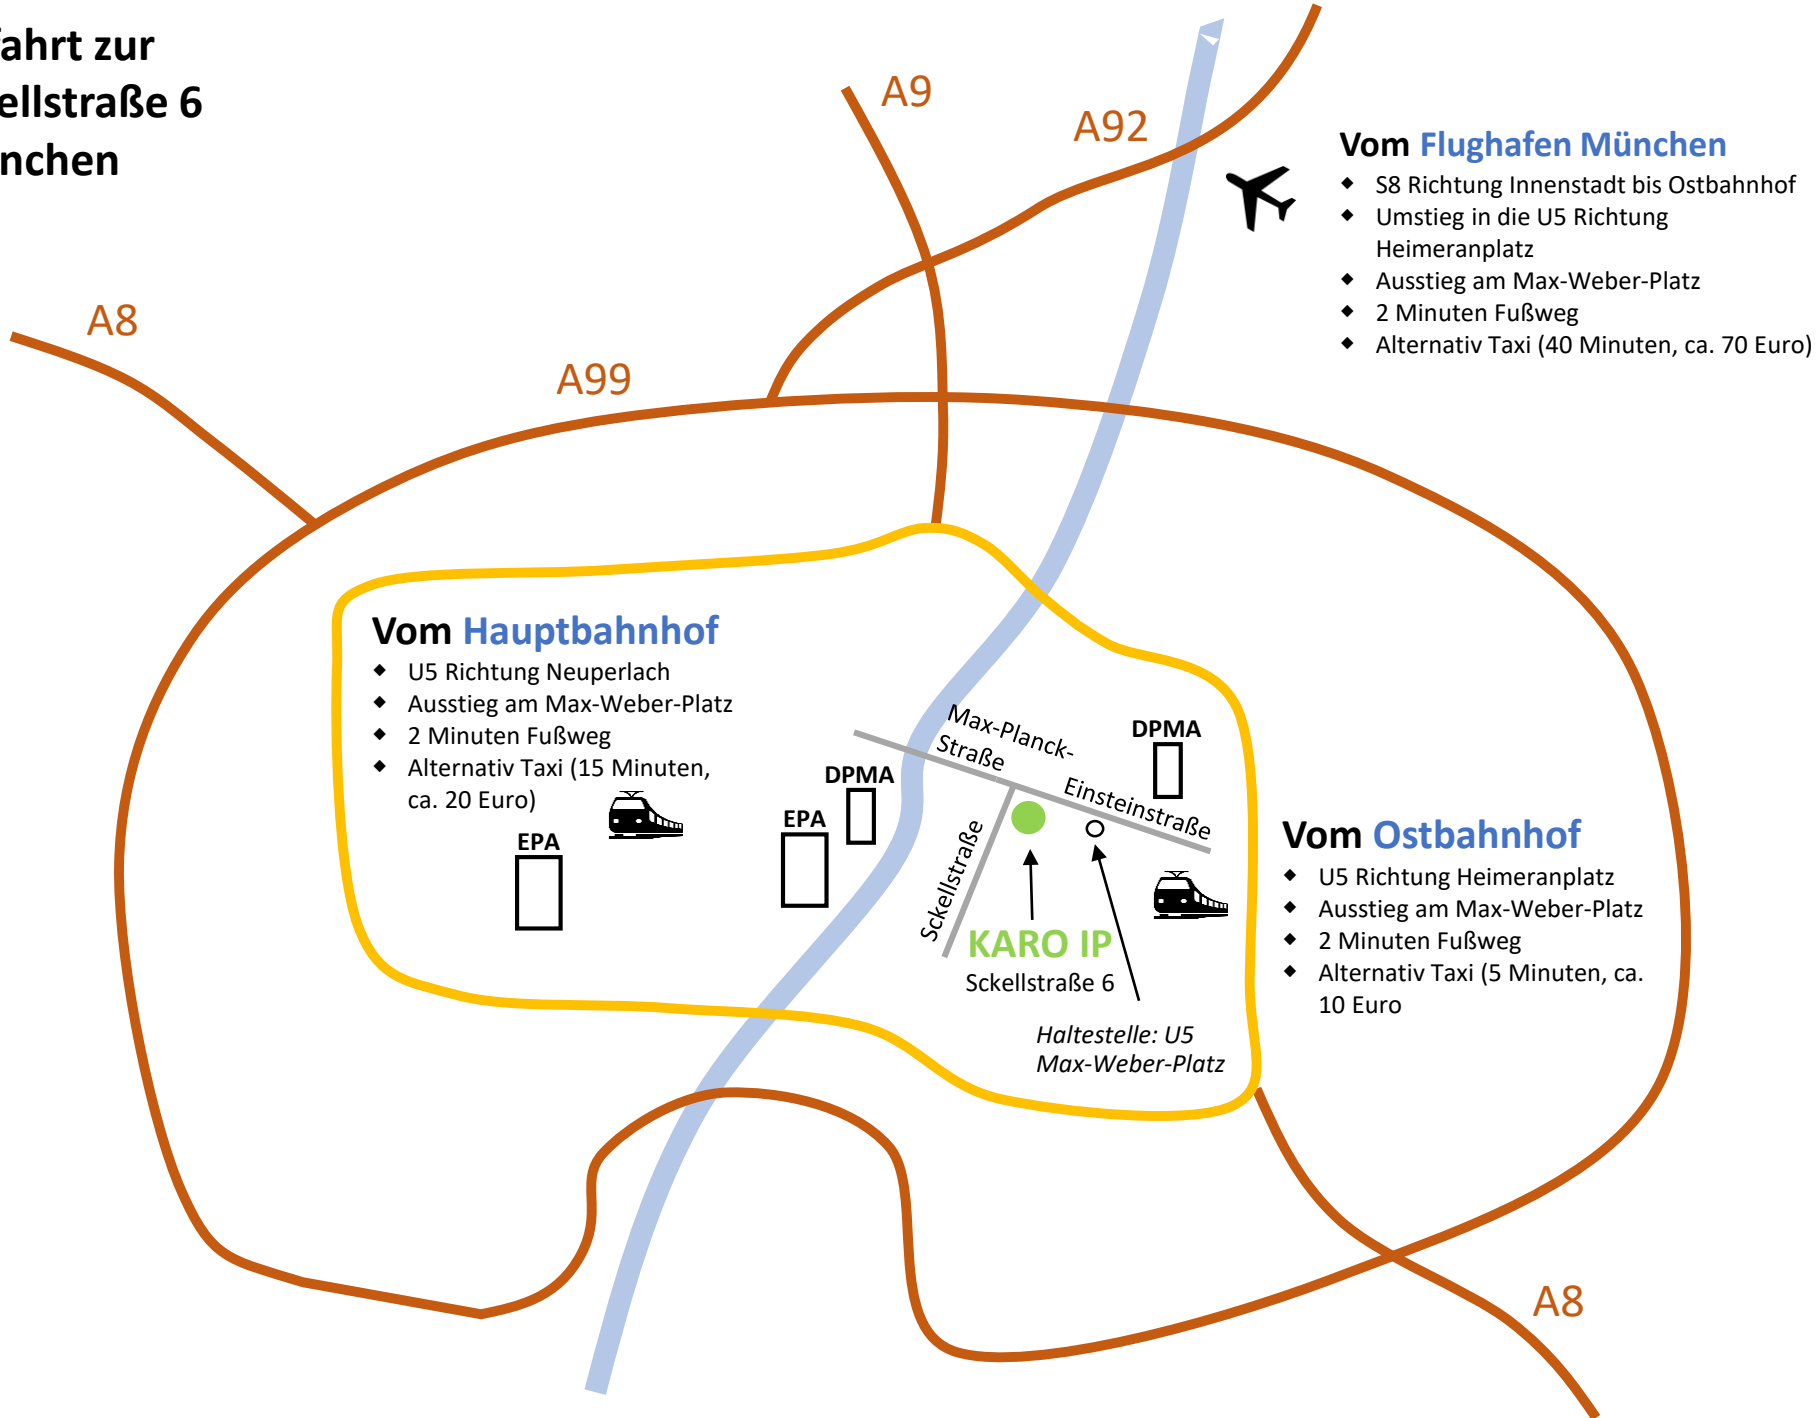 fahrt zur
ellstraße 6
nchen
A9
A92
Vom Flughafen München
S8 Richtung Innenstadt bis Ostbahnhof
Umstieg in die U5 Richtung
Heimeranplatz
Ausstieg am Max-Weber-Platz
2 Minuten Fußweg
Alternativ Taxi (40 Minuten, ca. 70 Euro)
A8
A99
Vom Hauptbahnhof
U5 Richtung Neuperlach
Ausstieg am Max-Weber-Platz
2 Minuten Fußweg
Alternativ Taxi (15 Minuten,
ca. 20 Euro)
EPA
EPA
DPMA
Max-Planck-
Straße
Einsteinstraße
DPMA
Sckellstraße
KARO IP
Sckellstraße 6
Haltestelle: U5
Max-Weber-Platz
Vom Ostbahnhof
U5 Richtung Heimeranplatz
Ausstieg am Max-Weber-Platz
2 Minuten Fußweg
Alternativ Taxi (5 Minuten, ca.
10 Euro
A8